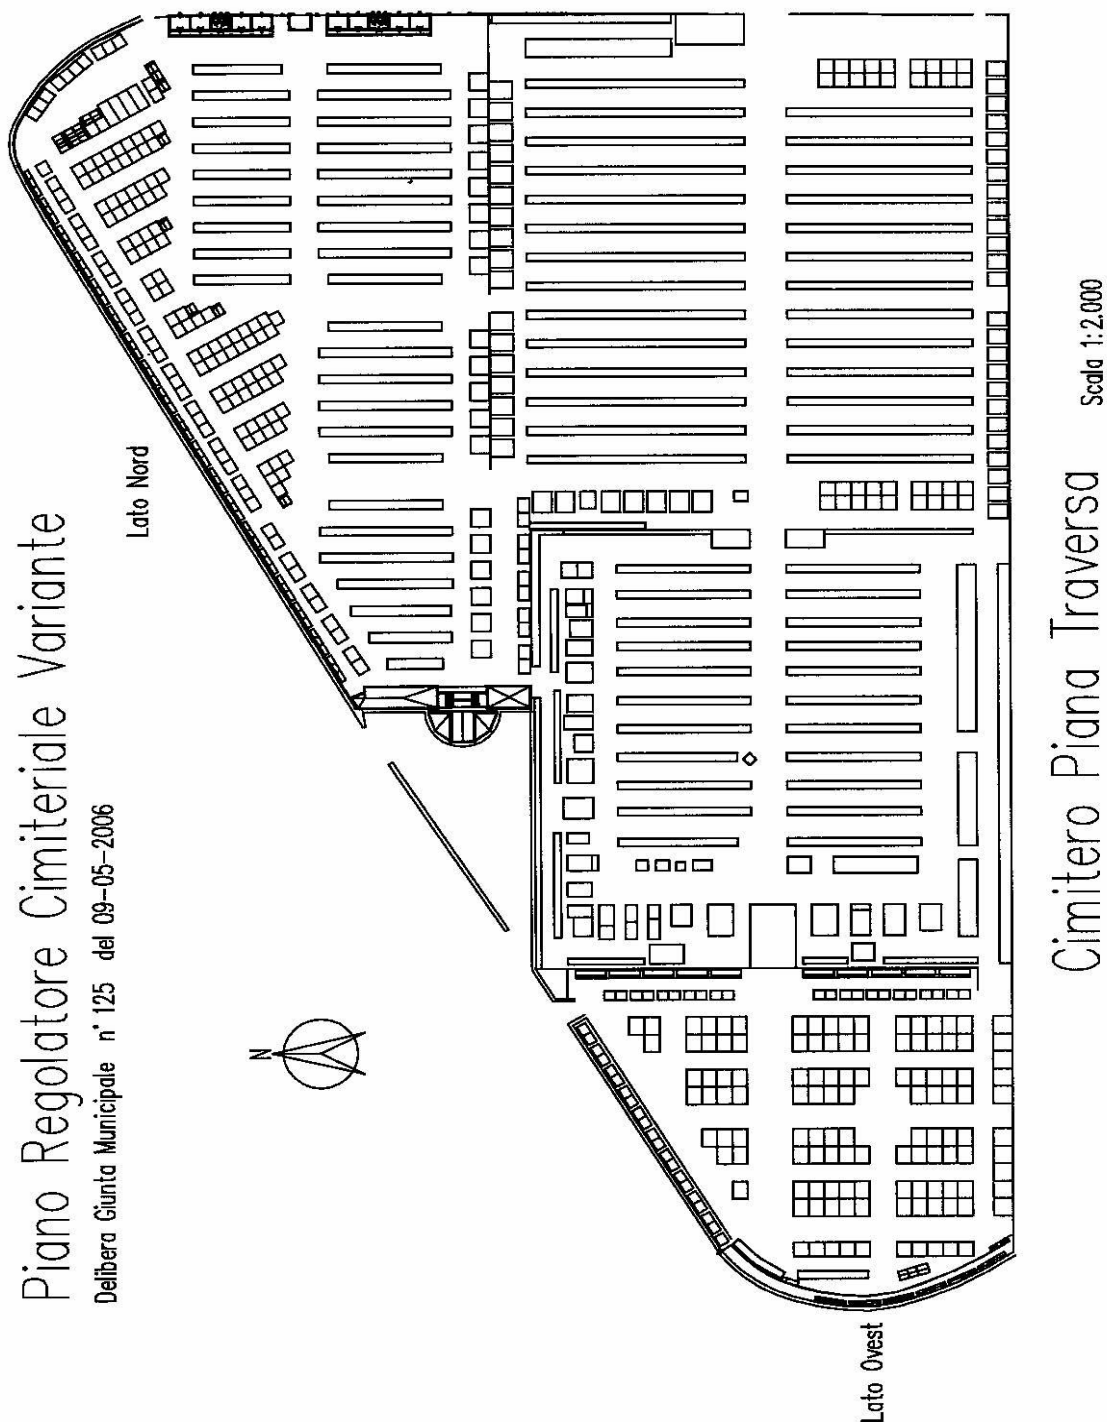 Piano Regolatore Cimiteriale Variante
Delibera Giunta Municipale n° 125 del 09-05-2006
Lato Nord
N
Lato Ovest
Cimitero Piana Traversa
Scala 1:2.000